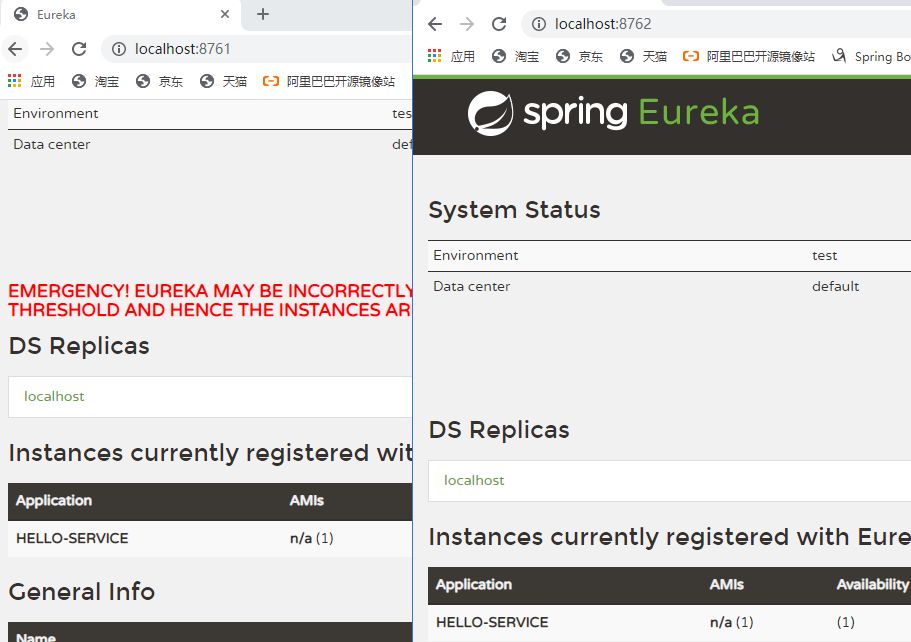 Eureka
localhost:8761
应用 淘宝 京东 天猫 阿里巴巴开源镜像站
Environment
Data center
EMERGENCY! EUREKA MAY BE INCORRECTLY
THRESHOLD AND HENCE THE INSTANCES AR
DS Replicas
localhost
Instances currently registered wit
Application AMIs
HELLO-SERVICE n/a (1)
General Info
Name
localhost:8762
应用 淘宝 京东 天猫 阿里巴巴开源镜像站 Spring Bo
spring Eureka
System Status
Environment test
Data center default
DS Replicas
localhost
Instances currently registered with Eure
Application AMIs Availability
HELLO-SERVICE n/a (1) (1)